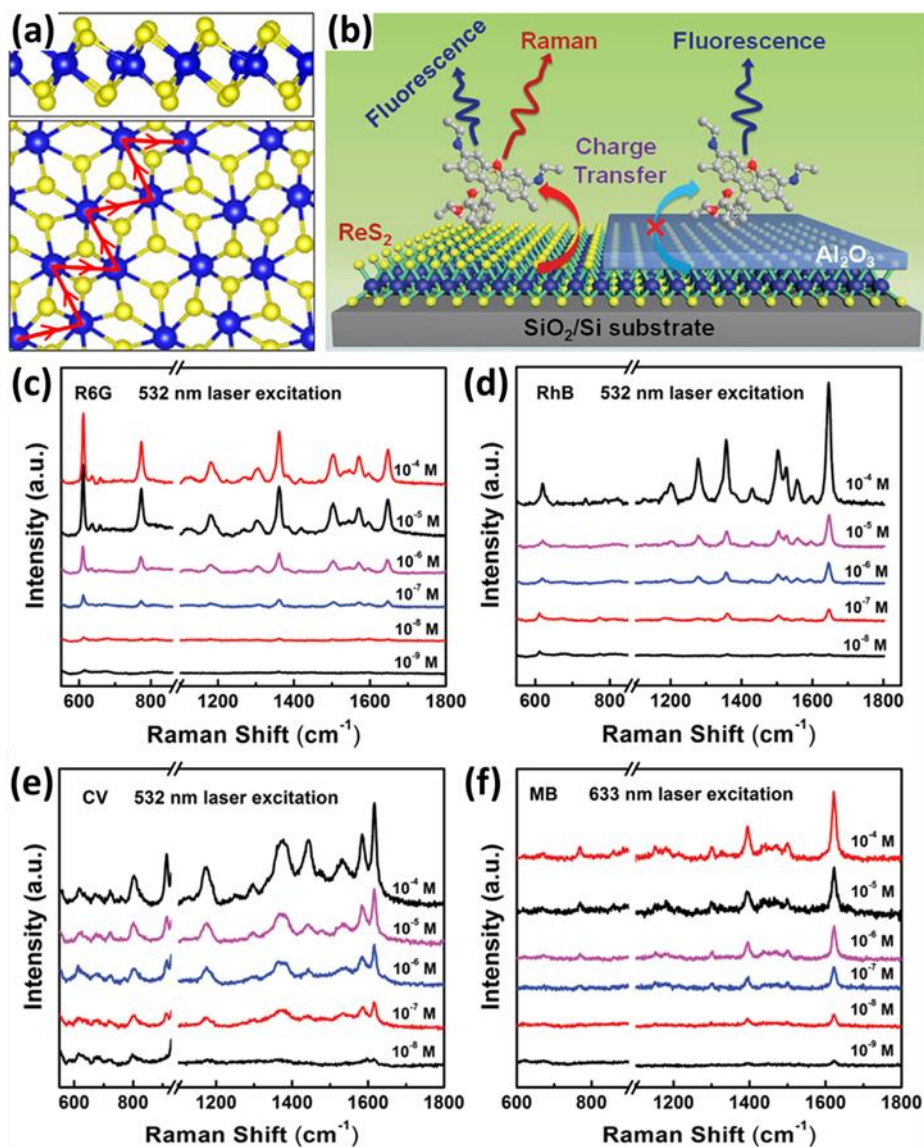 (a)
(b)
Fluorescence
Raman
Fluorescence
Charge
Transfer
ReS2
Al2O3
SiO2/Si substrate
(c)
R6G 532 nm laser excitation
10-4 M
10-5 M
10-6 M
10-7 M
10-8 M
10-9 M
Intensity (a.u.)
600 800 1200 1400 1600 1800
Raman Shift (cm-1)
(d)
RhB 532 nm laser excitation
10-4 M
10-5 M
10-6 M
10-7 M
10-8 M
Intensity (a.u.)
600 800 1200 1400 1600 1800
Raman Shift (cm-1)
(e)
CV 532 nm laser excitation
10-4 M
10-5 M
10-6 M
10-7 M
10-8 M
Intensity (a.u.)
600 800 1200 1400 1600 1800
Raman Shift (cm-1)
(f)
MB 633 nm laser excitation
10-4 M
10-5 M
10-6 M
10-7 M
10-8 M
10-9 M
Intensity (a.u.)
600 800 1200 1400 1600 1800
Raman Shift (cm-1)